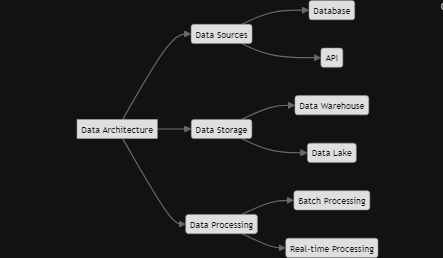 Data Architecture
Data Sources
Database
API
Data Storage
Data Warehouse
Data Lake
Data Processing
Batch Processing
Real-time Processing